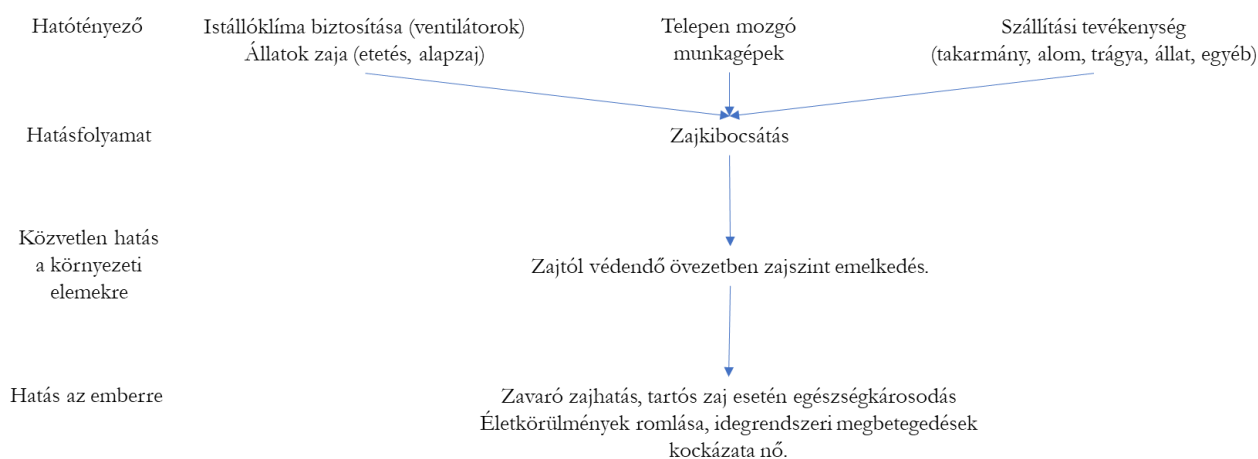 Hatótényező
Istállóklíma biztosítása (ventilátorok)
Állatok zaja (etetés, alapzaj)
Telepen mozgó
munkagépek
Szállítási tevékenység
(takarmány, alom, trágya, állat, egyéb)
Hatásfolyamat
Zajkibocsátás
Közvetlen hatás
a környezeti
elemekre
Zajtól védendő övezetben zajszint emelkedés.
Hatás az emberre
Zavaró zajhatás, tartós zaj esetén egészségkárosodás
Életkörülmények romlása, idegrendszeri megbetegedések
kockázata nő.